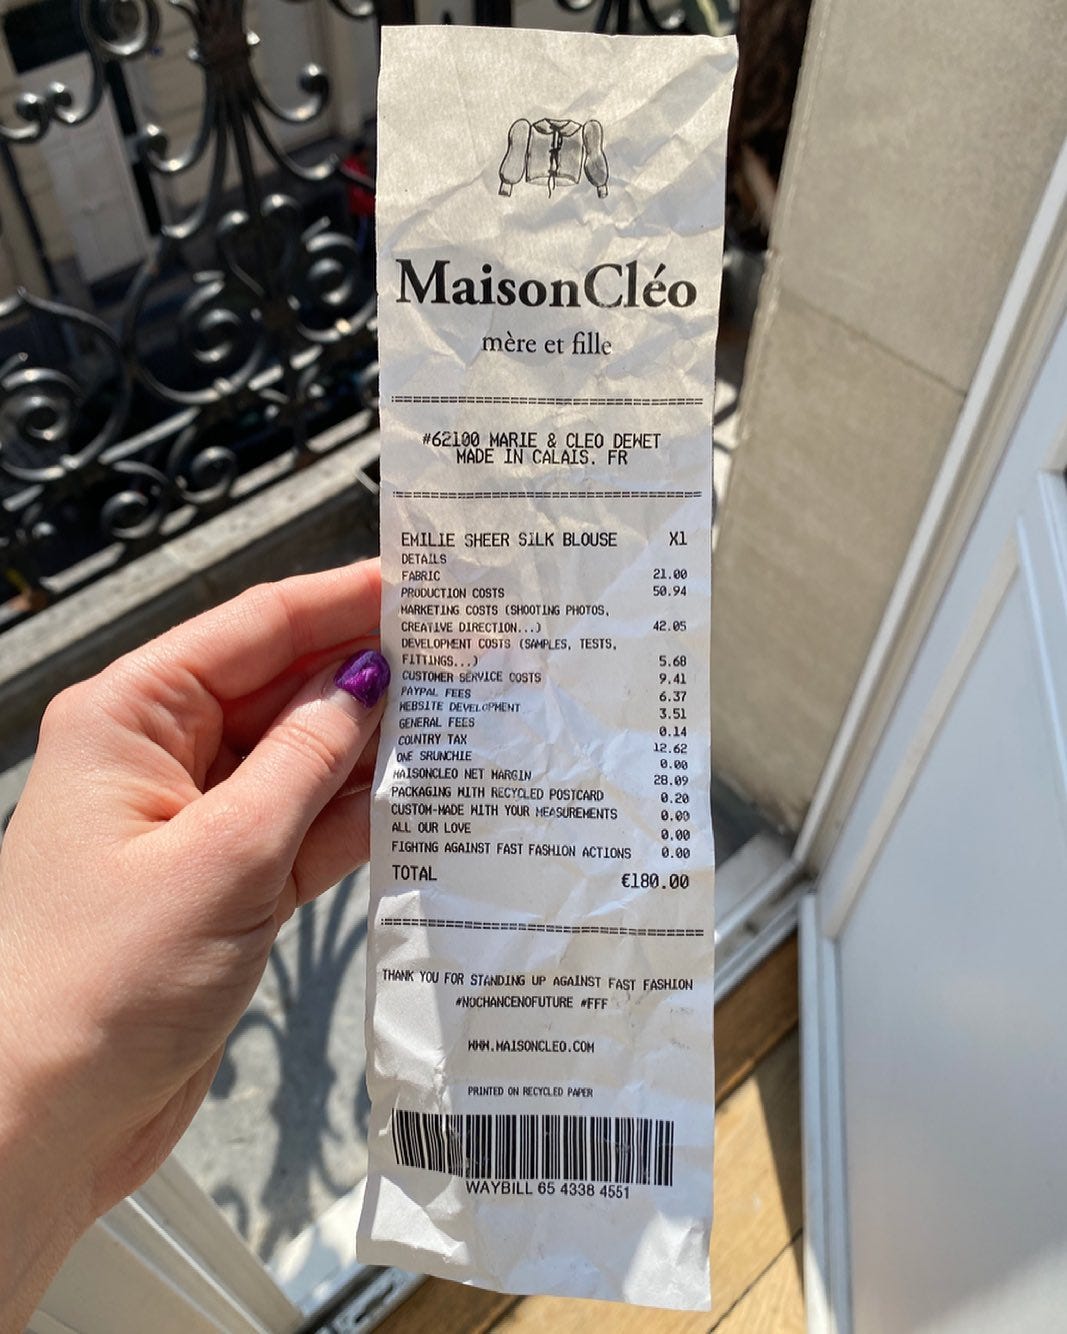 MaisonCléo
mère et fille
#62100 MARIE & CLEO DEWET
MADE IN CALAIS. FR
EMILIE SHEER SILK BLOUSE X1
DETAILS
FABRIC 21.00
PRODUCTION COSTS 50.94
MARKETING COSTS (SHOOTING PHOTOS,
CREATIVE DIRECTION...) 42.05
DEVELOPMENT COSTS (SAMPLES, TESTS,
FITTINGS...) 5.68
CUSTOMER SERVICE COSTS 9.41
PAYPAL FEES 6.37
WEBSITE DEVELOPMENT 3.51
GENERAL FEES 0.14
COUNTRY TAX 12.62
ONE SRUNCHIE 0.00
MAISONCLEO NET MARGIN 28.09
PACKAGING WITH RECYCLED POSTCARD 0.20
CUSTOM-MADE WITH YOUR MEASUREMENTS 0.00
ALL OUR LOVE 0.00
FIGHTNG AGAINST FAST FASHION ACTIONS 0.00
TOTAL €180.00
THANK YOU FOR STANDING UP AGAINST FAST FASHION
#NOCHANCENOFUTURE #FFF
WWW.MAISONCLEO.COM
PRINTED ON RECYCLED PAPER
WAYBILL 65 4338 4551